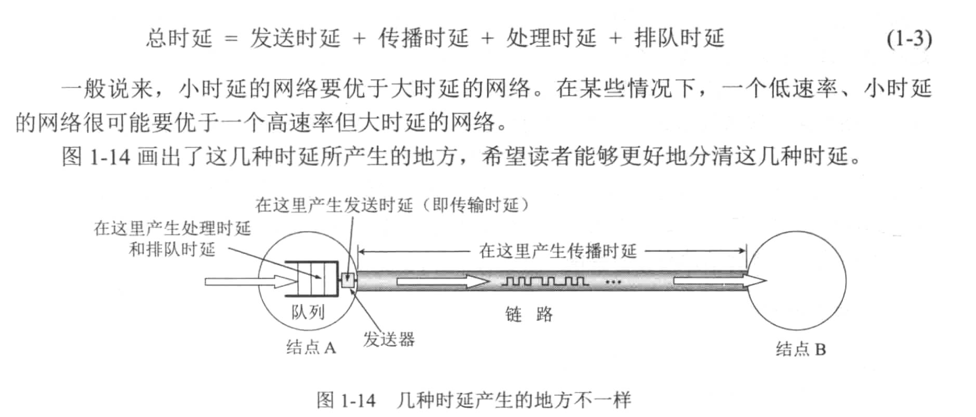 总时延 = 发送时延 + 传播时延 + 处理时延 + 排队时延 (1-3)
一般说来，小时延的网络要优于大时延的网络。在某些情况下，一个低速率、小时延
的网络很可能要优于一个高速率但大时延的网络。
图 1-14 画出了这几种时延所产生的地方，希望读者能够更好地分清这几种时延。
在这里产生发送时延（即传输时延）
在这里产生处理时延
和排队时延
在这里产生传播时延
队列
链 路
发送器
结点 A
结点 B
图 1-14 几种时延产生的地方不一样